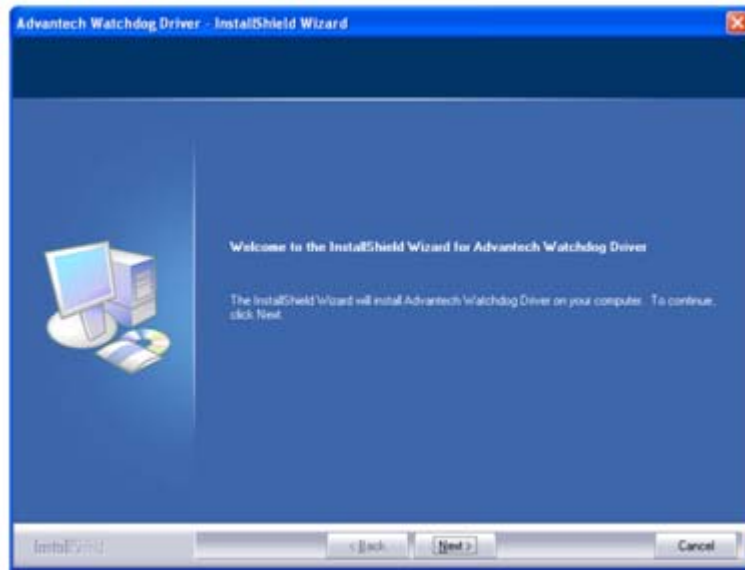 Advantech Watchdog Driver - InstallShield Wizard
Welcome to the InstallShield Wizard for Advantech Watchdog Driver
The InstallShield Wizard will install Advantech Watchdog Driver on your computer. To continue,
click Next.
InstallShield
< Back
Next >
Cancel